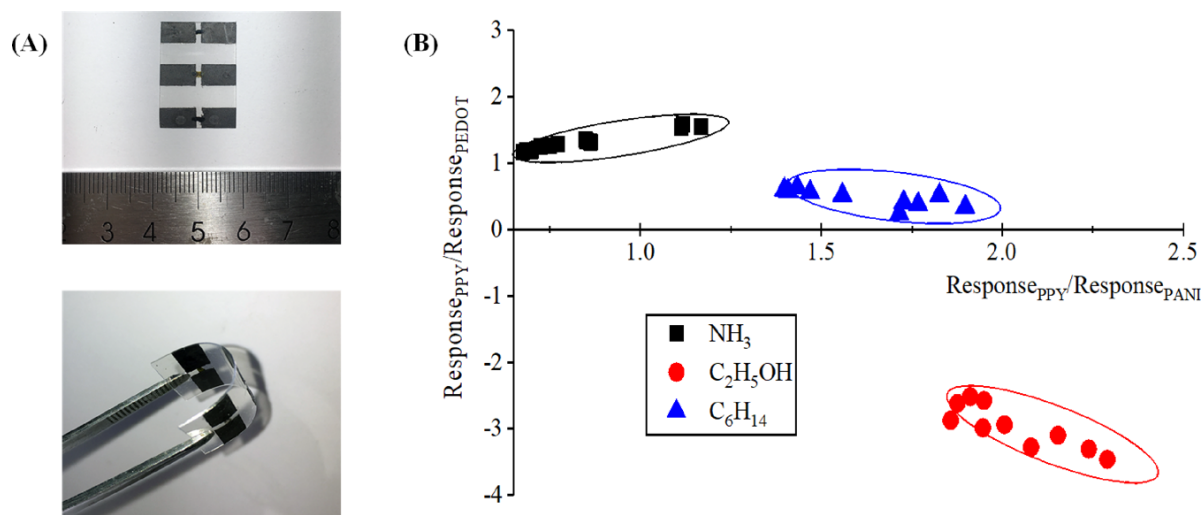 (A)
2 3 4 5 6 7 8
(B)
Response_PPY/Response_PEDOT
3
2
1
0
-1
-2
-3
-4
1.0 1.5 2.0 2.5
Response_PPY/Response_PANI
NH₃
C₂H₅OH
C₆H₁₄